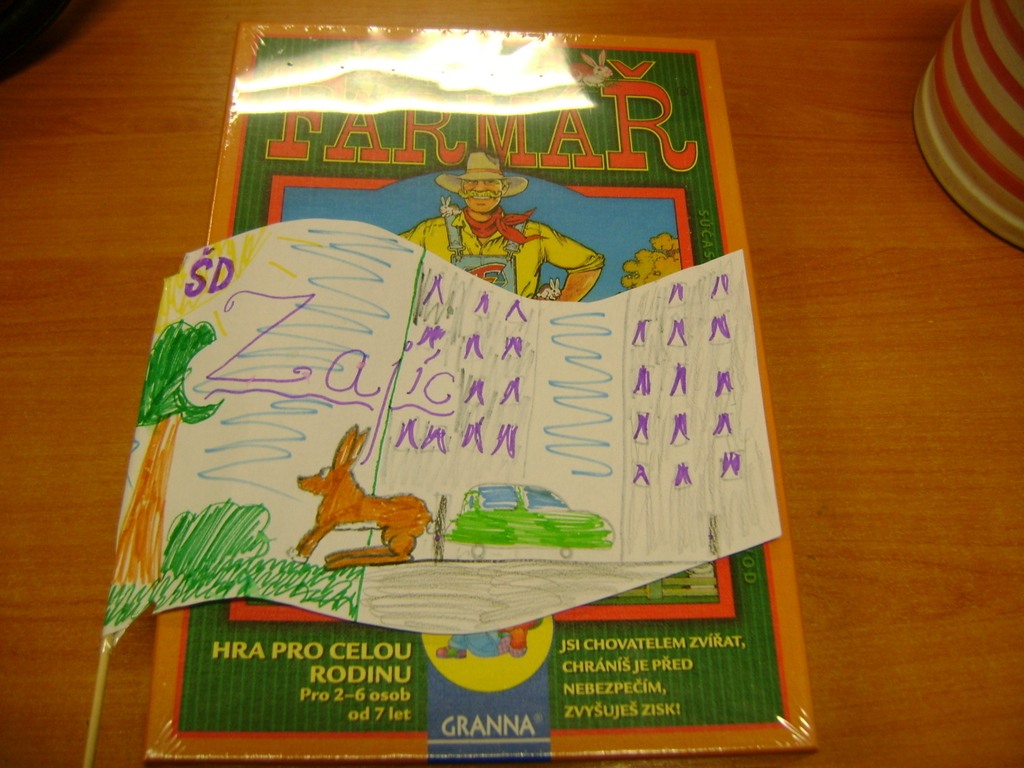 FARMÁŘ
ŠD
Zajíc
HRA PRO CELOU
RODINU
Pro 2–6 osob
od 7 let
GRANNA®
JSI CHOVATELEM ZVÍŘAT,
CHRÁNÍŠ JE PŘED
NEBEZPEČÍM,
ZVYŠUJEŠ ZISK!